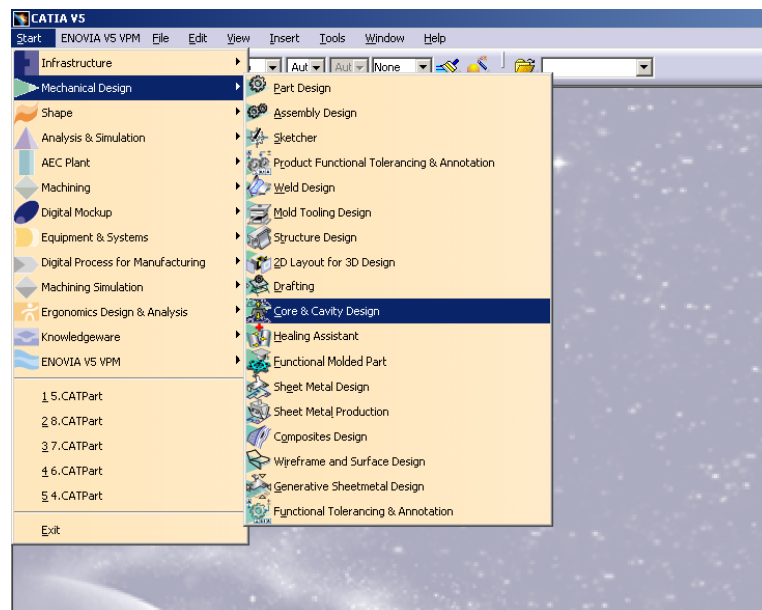 CATIA V5
Start ENOVIA V5 VPM File Edit View Insert Tools Window Help
Aut Aut None
Infrastructure
Mechanical Design
Shape
Analysis & Simulation
AEC Plant
Machining
Digital Mockup
Equipment & Systems
Digital Process for Manufacturing
Machining Simulation
Ergonomics Design & Analysis
Knowledgeware
ENOVIA V5 VPM
1 5.CATPart
2 8.CATPart
3 7.CATPart
4 6.CATPart
5 4.CATPart
Exit
Part Design
Assembly Design
Sketcher
Product Functional Tolerancing & Annotation
Weld Design
Mold Tooling Design
Structure Design
2D Layout for 3D Design
Drafting
Core & Cavity Design
Healing Assistant
Functional Molded Part
Sheet Metal Design
Sheet Metal Production
Composites Design
Wireframe and Surface Design
Generative Sheetmetal Design
Functional Tolerancing & Annotation